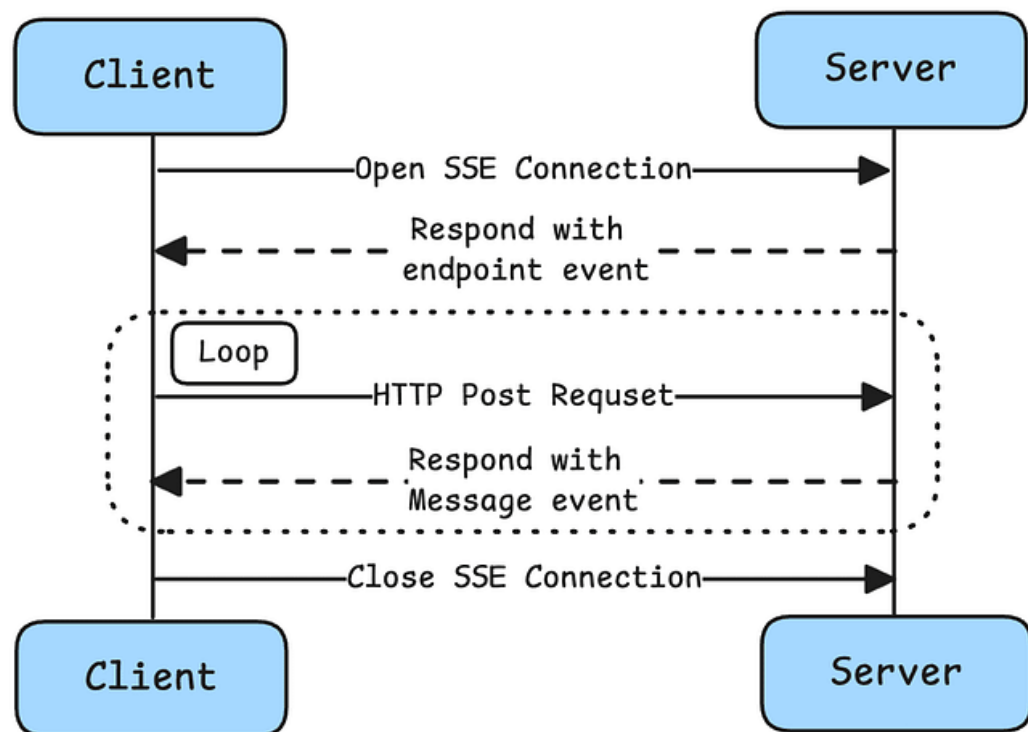 Client
Server
Open SSE Connection
Respond with
endpoint event
Loop
HTTP Post Requset
Respond with
Message event
Close SSE Connection
Client
Server